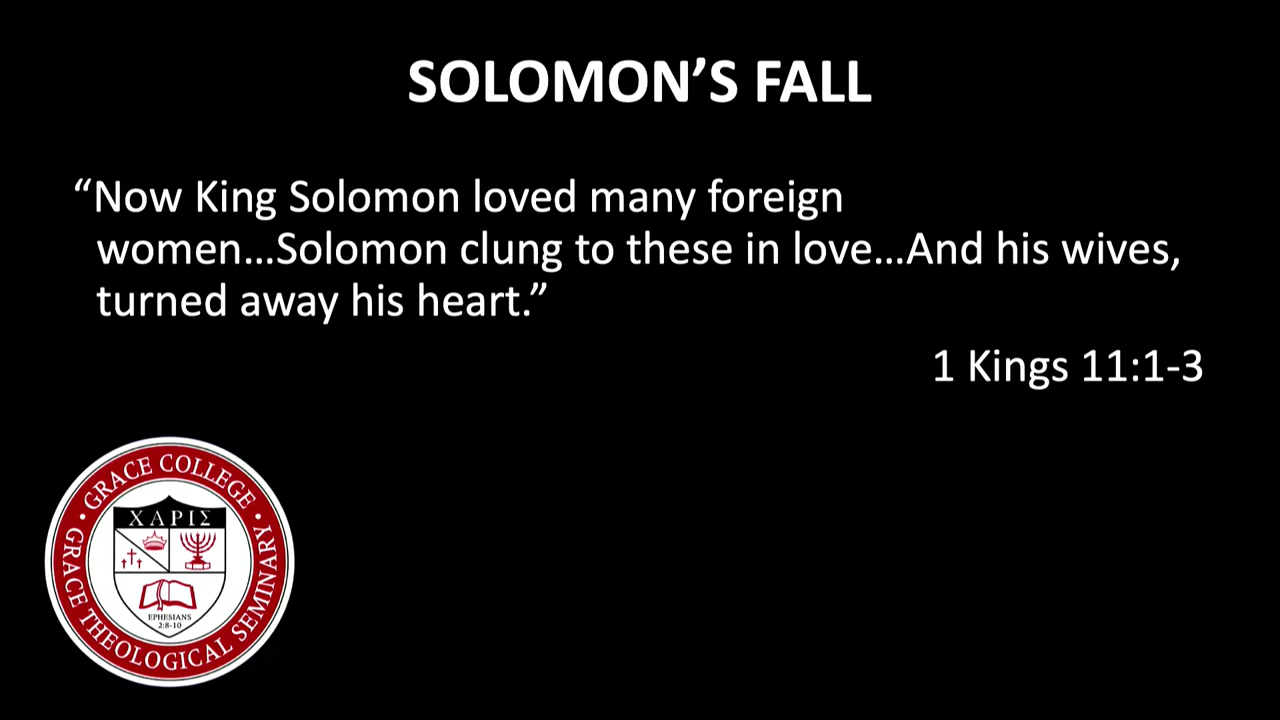 SOLOMON’S FALL
“Now King Solomon loved many foreign
women…Solomon clung to these in love…And his wives,
turned away his heart.”
1 Kings 11:1-3
· GRACE COLLEGE ·
ΧΑΡΙΣ
EPHESIANS
2:8-10
GRACE THEOLOGICAL SEMINARY